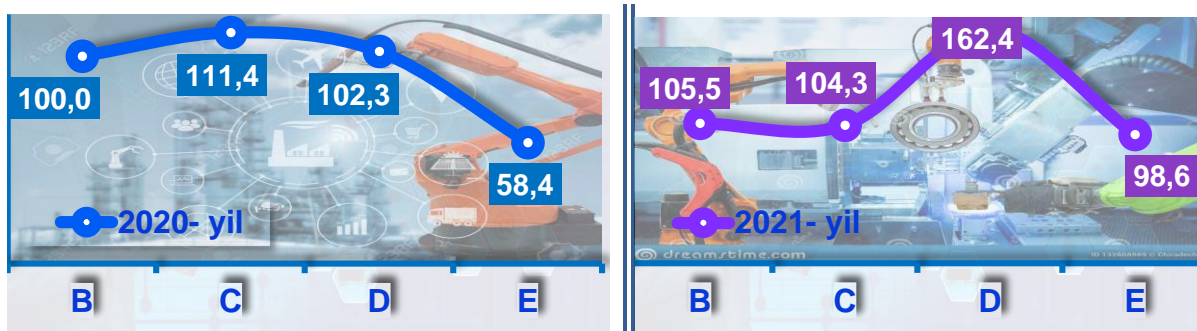 100,0
111,4
102,3
58,4
2020- yil
B C D E
105,5
104,3
162,4
98,6
2021- yil
dreamstime.com
B C D E